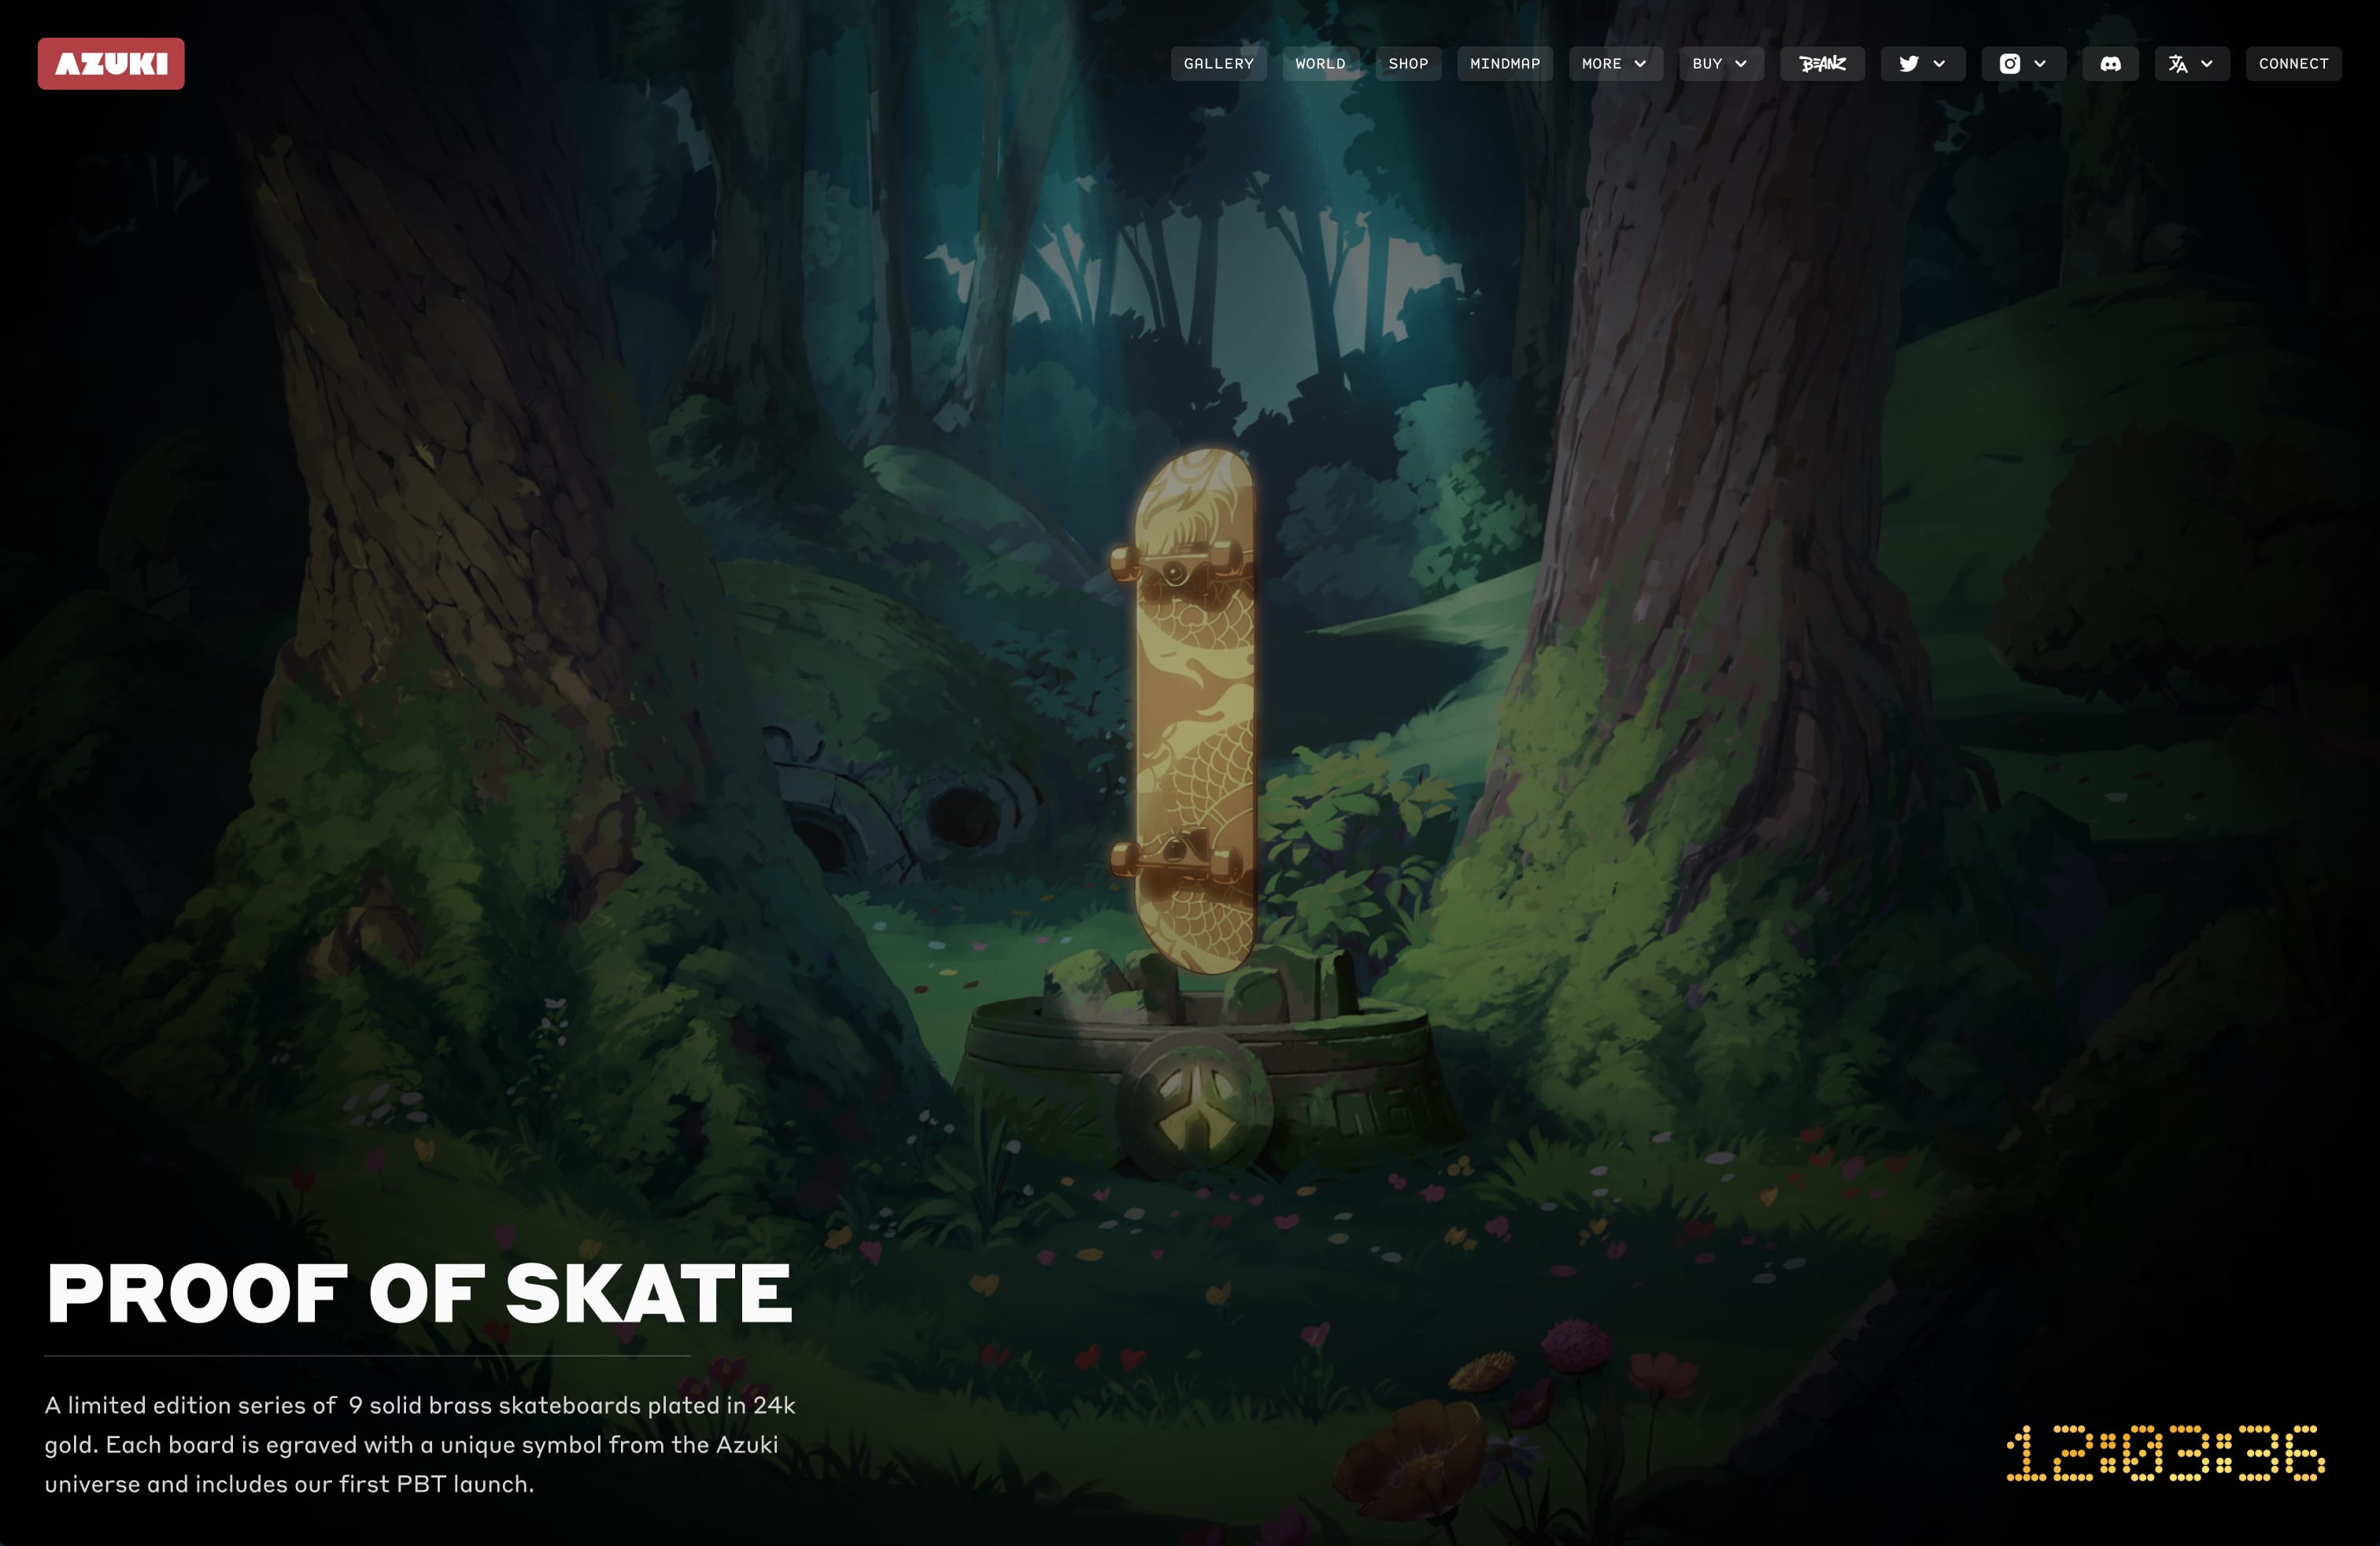 AZUKI
GALLERY WORLD SHOP MINDMAP MORE BUY BEANZ CONNECT
PROOF OF SKATE
A limited edition series of 9 solid brass skateboards plated in 24k
gold. Each board is egraved with a unique symbol from the Azuki
universe and includes our first PBT launch.
12:03:36